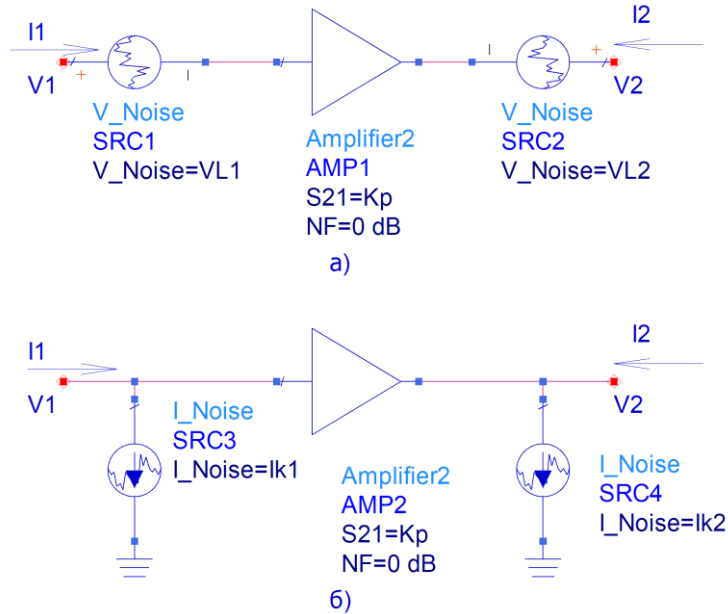 I1
I2
V1
V2
V_Noise
SRC1
V_Noise=VL1
Amplifier2
AMP1
S21=Kp
NF=0 dB
V_Noise
SRC2
V_Noise=VL2
а)
I1
I2
V1
V2
I_Noise
SRC3
I_Noise=Ik1
Amplifier2
AMP2
S21=Kp
NF=0 dB
I_Noise
SRC4
I_Noise=Ik2
б)